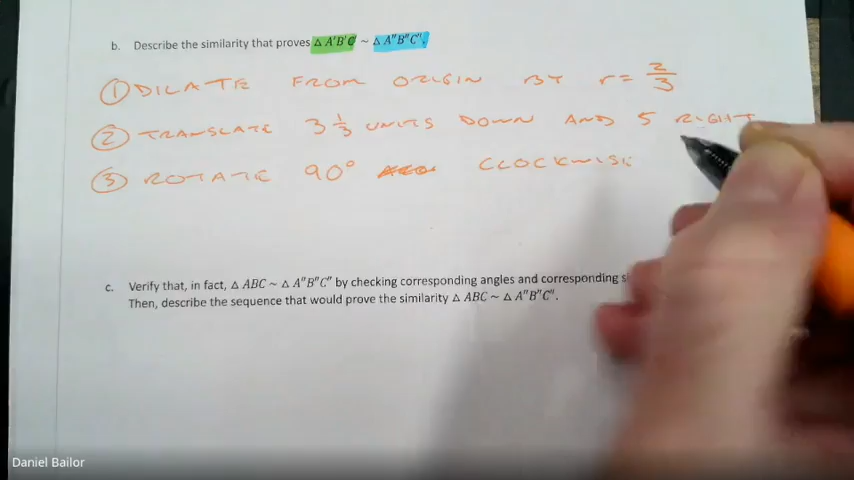 b. Describe the similarity that proves △ A'B'C' ~ △ A"B"C".
① DILATE FROM ORIGIN BY r = 2/3
② TRANSLATE 3 1/3 UNITS DOWN AND 5 RIGHT
③ ROTATE 90° CLOCKWISE
c. Verify that, in fact, △ ABC ~ △ A"B"C" by checking corresponding angles and corresponding
Then, describe the sequence that would prove the similarity △ ABC ~ △ A"B"C".
Daniel Bailor